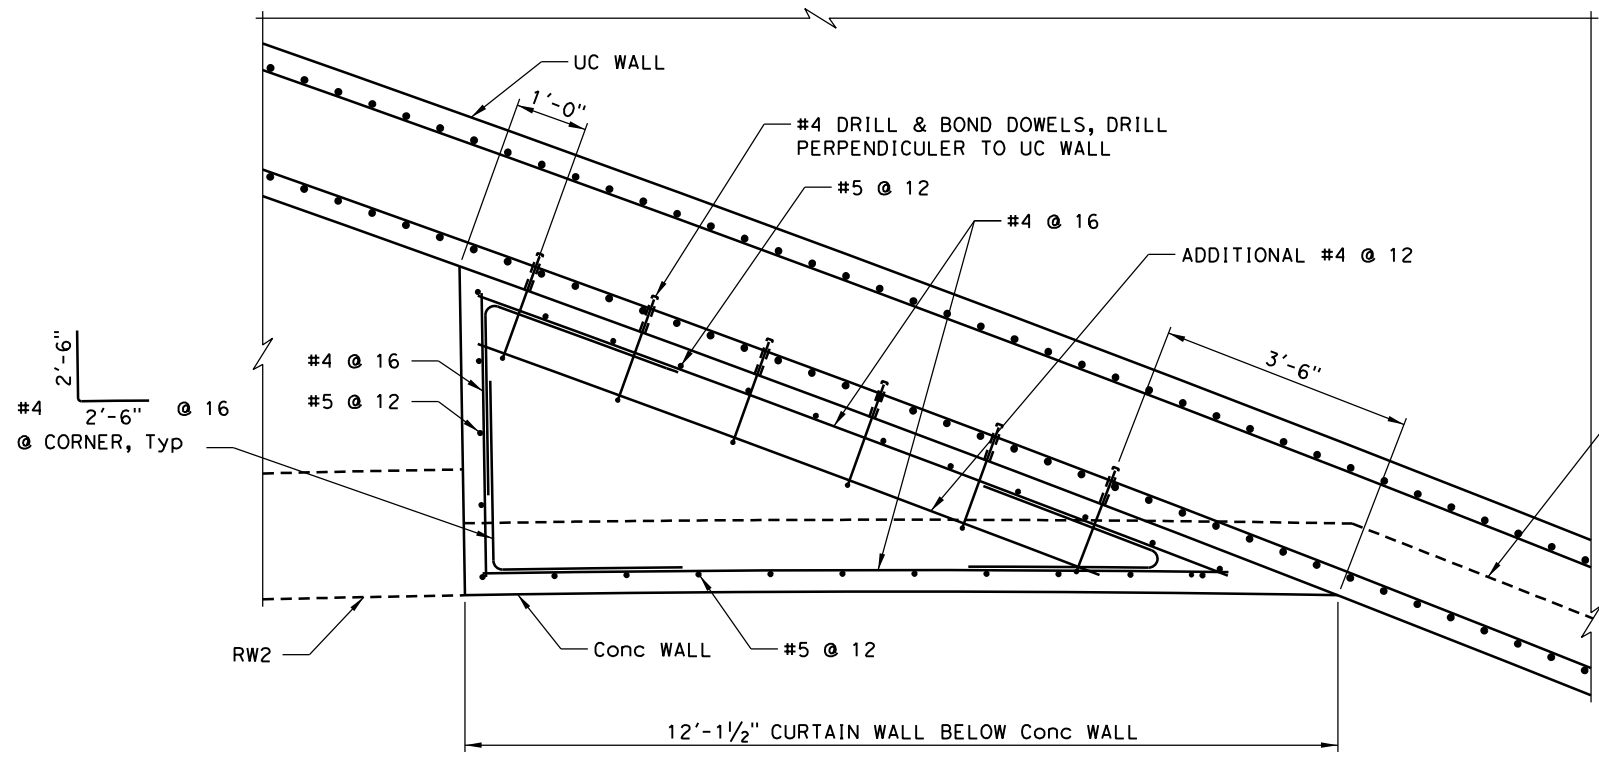 UC WALL
1'-0"
#4 DRILL & BOND DOWELS, DRILL
PERPENDICULER TO UC WALL
#5 @ 12
#4 @ 16
ADDITIONAL #4 @ 12
3'-6"
#4 @ 16
#5 @ 12
2'-6"
#4 2'-6" @ 16
@ CORNER, Typ
RW2
Conc WALL
#5 @ 12
12'-1½" CURTAIN WALL BELOW Conc WALL